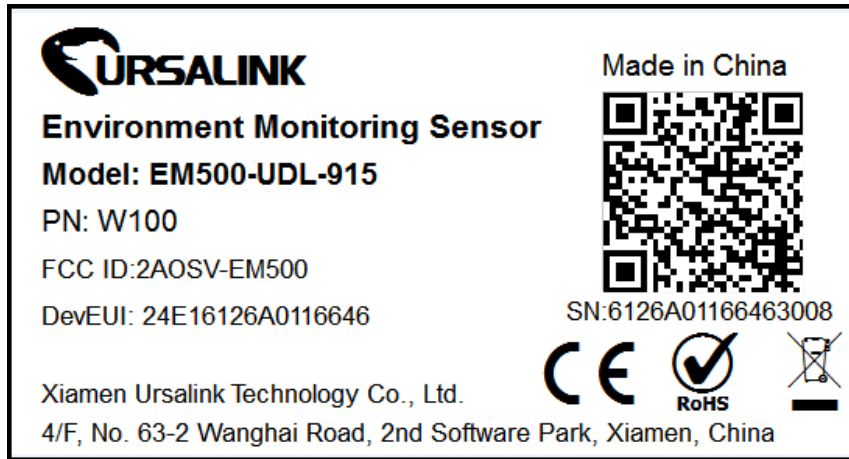 URSALINK
Made in China
Environment Monitoring Sensor
Model: EM500-UDL-915
PN: W100
FCC ID:2AOSV-EM500
DevEUI: 24E16126A0116646
SN:6126A01166463008
CE
RoHS
Xiamen Ursalink Technology Co., Ltd.
4/F, No. 63-2 Wanghai Road, 2nd Software Park, Xiamen, China